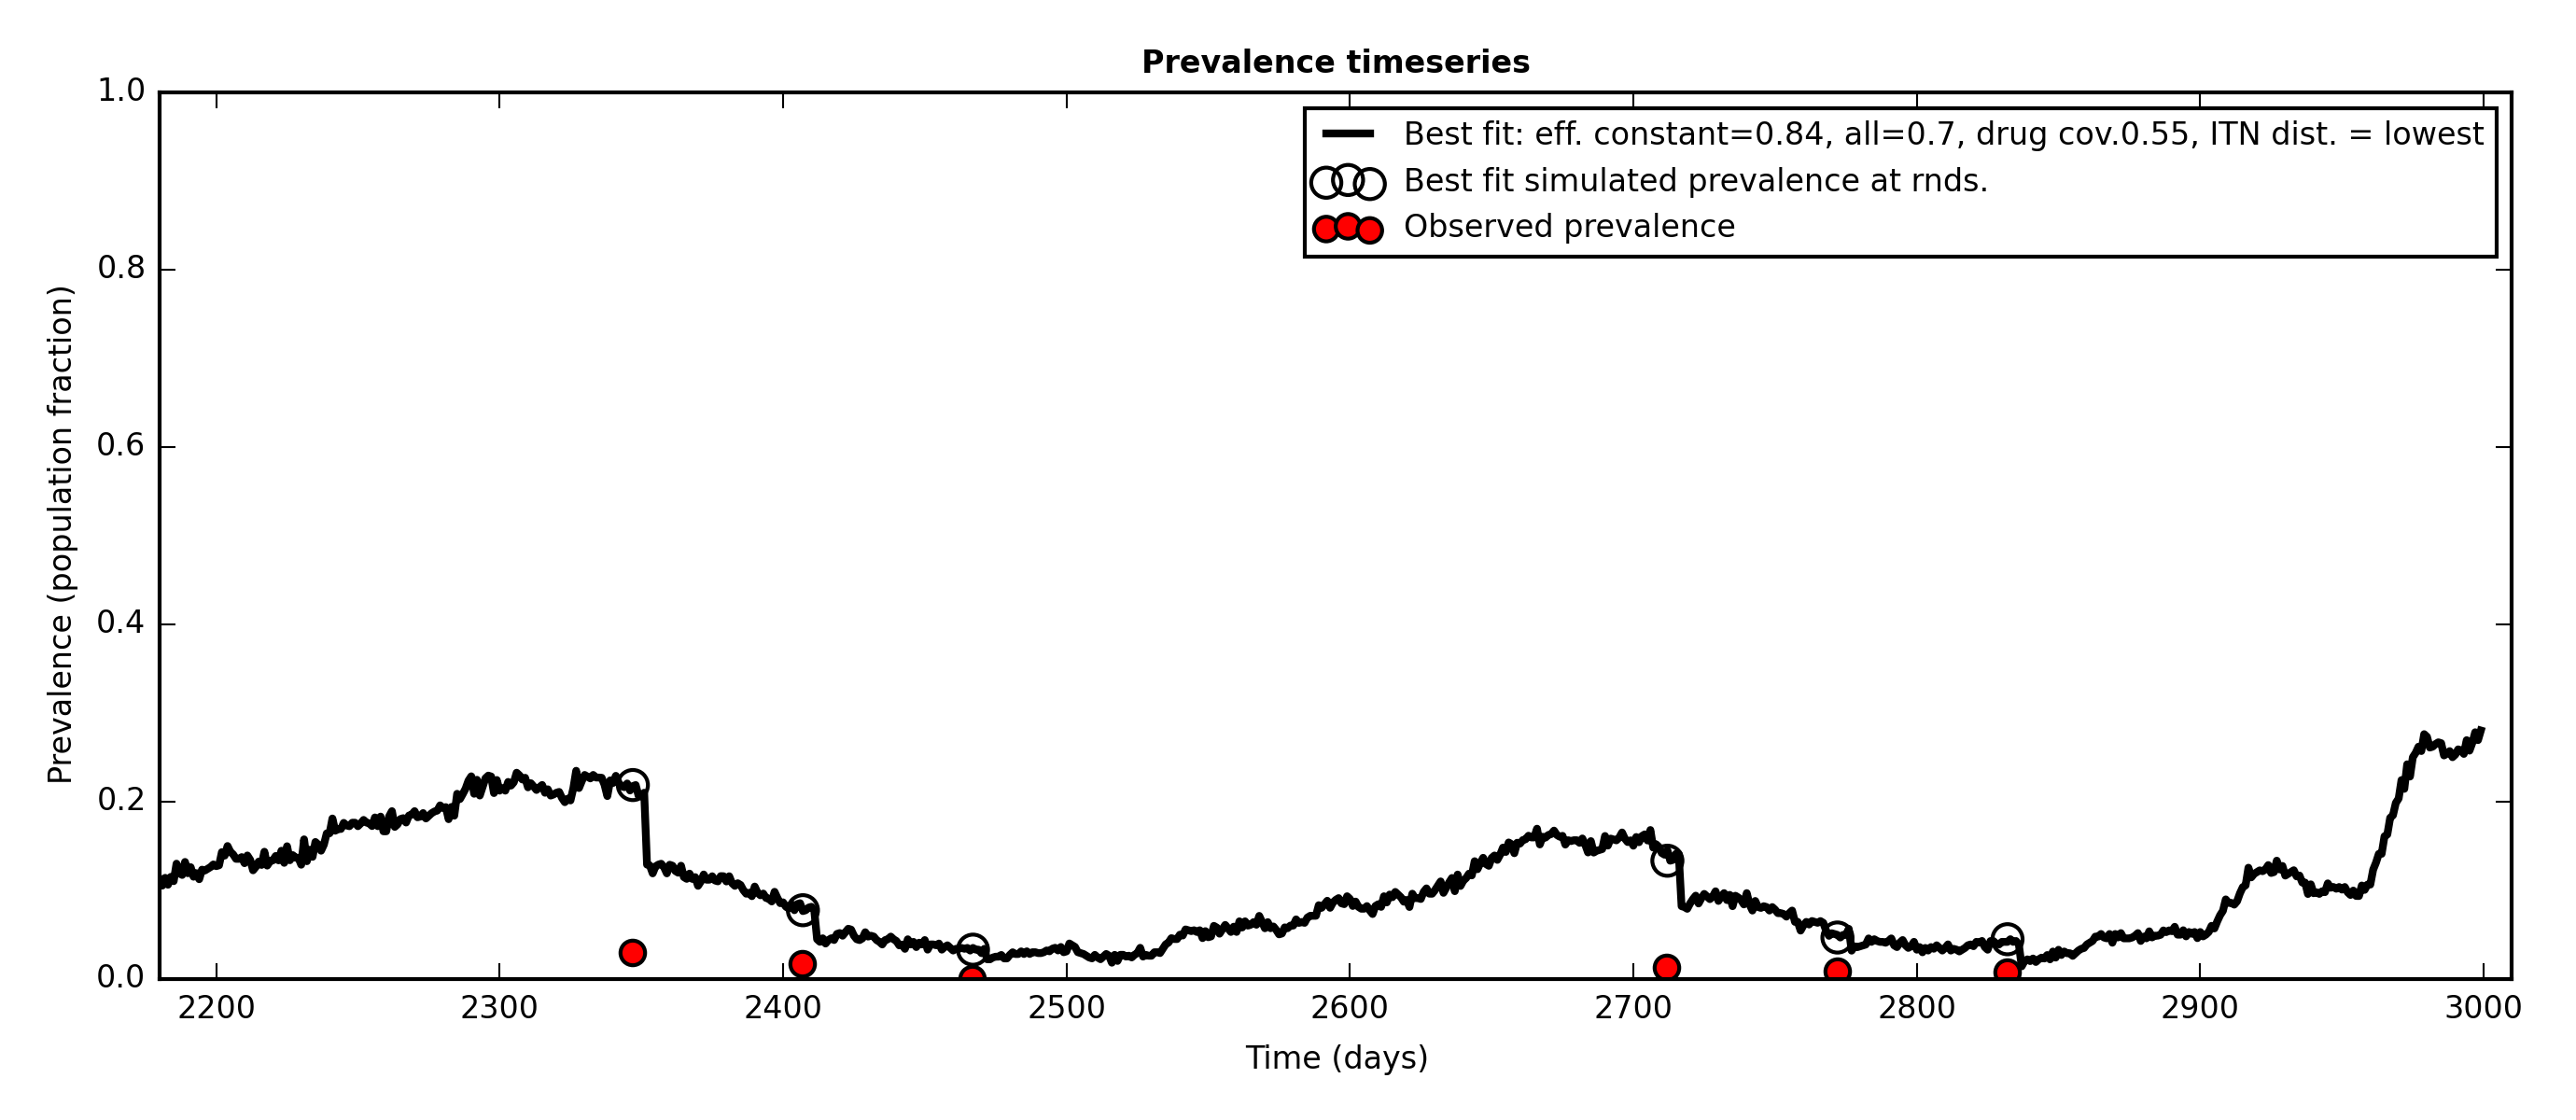 Prevalence timeseries
1.0
0.8
0.6
0.4
0.2
0.0
Prevalence (population fraction)
Best fit: eff. constant=0.84, all=0.7, drug cov.0.55, ITN dist. = lowest
Best fit simulated prevalence at rnds.
Observed prevalence
2200 2300 2400 2500 2600 2700 2800 2900 3000
Time (days)